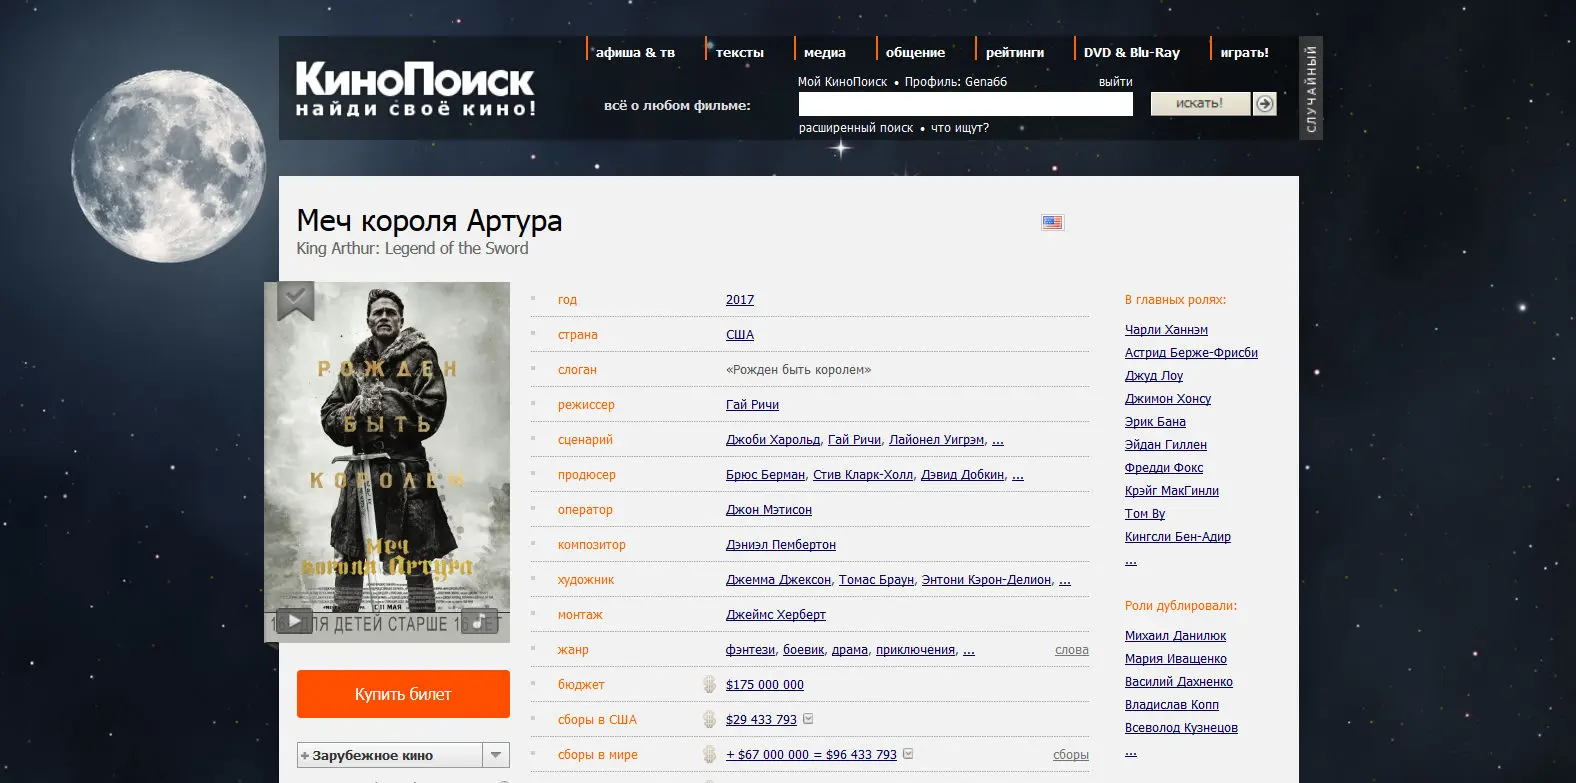 афиша & тв тексты медиа общение рейтинги DVD & Blu-Ray играть!
КиноПоиск
найди своё кино!
Мой КиноПоиск • Профиль: Gena66 выйти
всё о любом фильме: искать!
расширенный поиск • что ищут?
СЛУЧАЙНЫЙ
Меч короля Артура
King Arthur: Legend of the Sword
РОЖДЕН
БЫТЬ
КОРОЛЕМ
Меч
короля Артура
С 11 МАЯ
ДЛЯ ДЕТЕЙ СТАРШЕ 16 ЛЕТ
Купить билет
+ Зарубежное кино
год 2017
страна США
слоган «Рожден быть королем»
режиссер Гай Ричи
сценарий Джоби Харольд, Гай Ричи, Лайонел Уигрэм, ...
продюсер Брюс Берман, Стив Кларк-Холл, Дэвид Добкин, ...
оператор Джон Мэтисон
композитор Дэниэл Пембертон
художник Джемма Джексон, Томас Браун, Энтони Кэрон-Делион, ...
монтаж Джеймс Херберт
жанр фэнтези, боевик, драма, приключения, ... слова
бюджет $175 000 000
сборы в США $29 433 793
сборы в мире + $67 000 000 = $96 433 793 сборы
В главных ролях:
Чарли Ханнэм
Астрид Берже-Фрисби
Джуд Лоу
Джимон Хонсу
Эрик Бана
Эйдан Гиллен
Фредди Фокс
Крэйг МакГинли
Том Ву
Кингсли Бен-Адир
...
Роли дублировали:
Михаил Данилюк
Мария Иващенко
Василий Дахненко
Владислав Копп
Всеволод Кузнецов
...